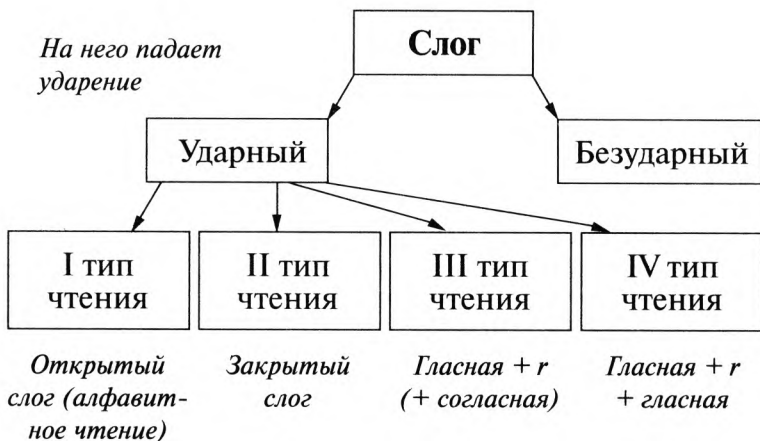 На него падает
ударение
Слог
Ударный
Безударный
I тип
чтения
II тип
чтения
III тип
чтения
IV тип
чтения
Открытый
слог (алфавит-
ное чтение)
Закрытый
слог
Гласная + r
(+ согласная)
Гласная + r
+ гласная